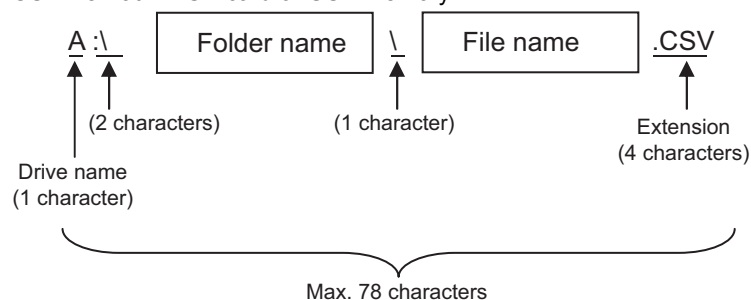 A :\ Folder name \ File name .CSV
(2 characters) (1 character)
Extension
(4 characters)
Drive name
(1 character)
Max. 78 characters